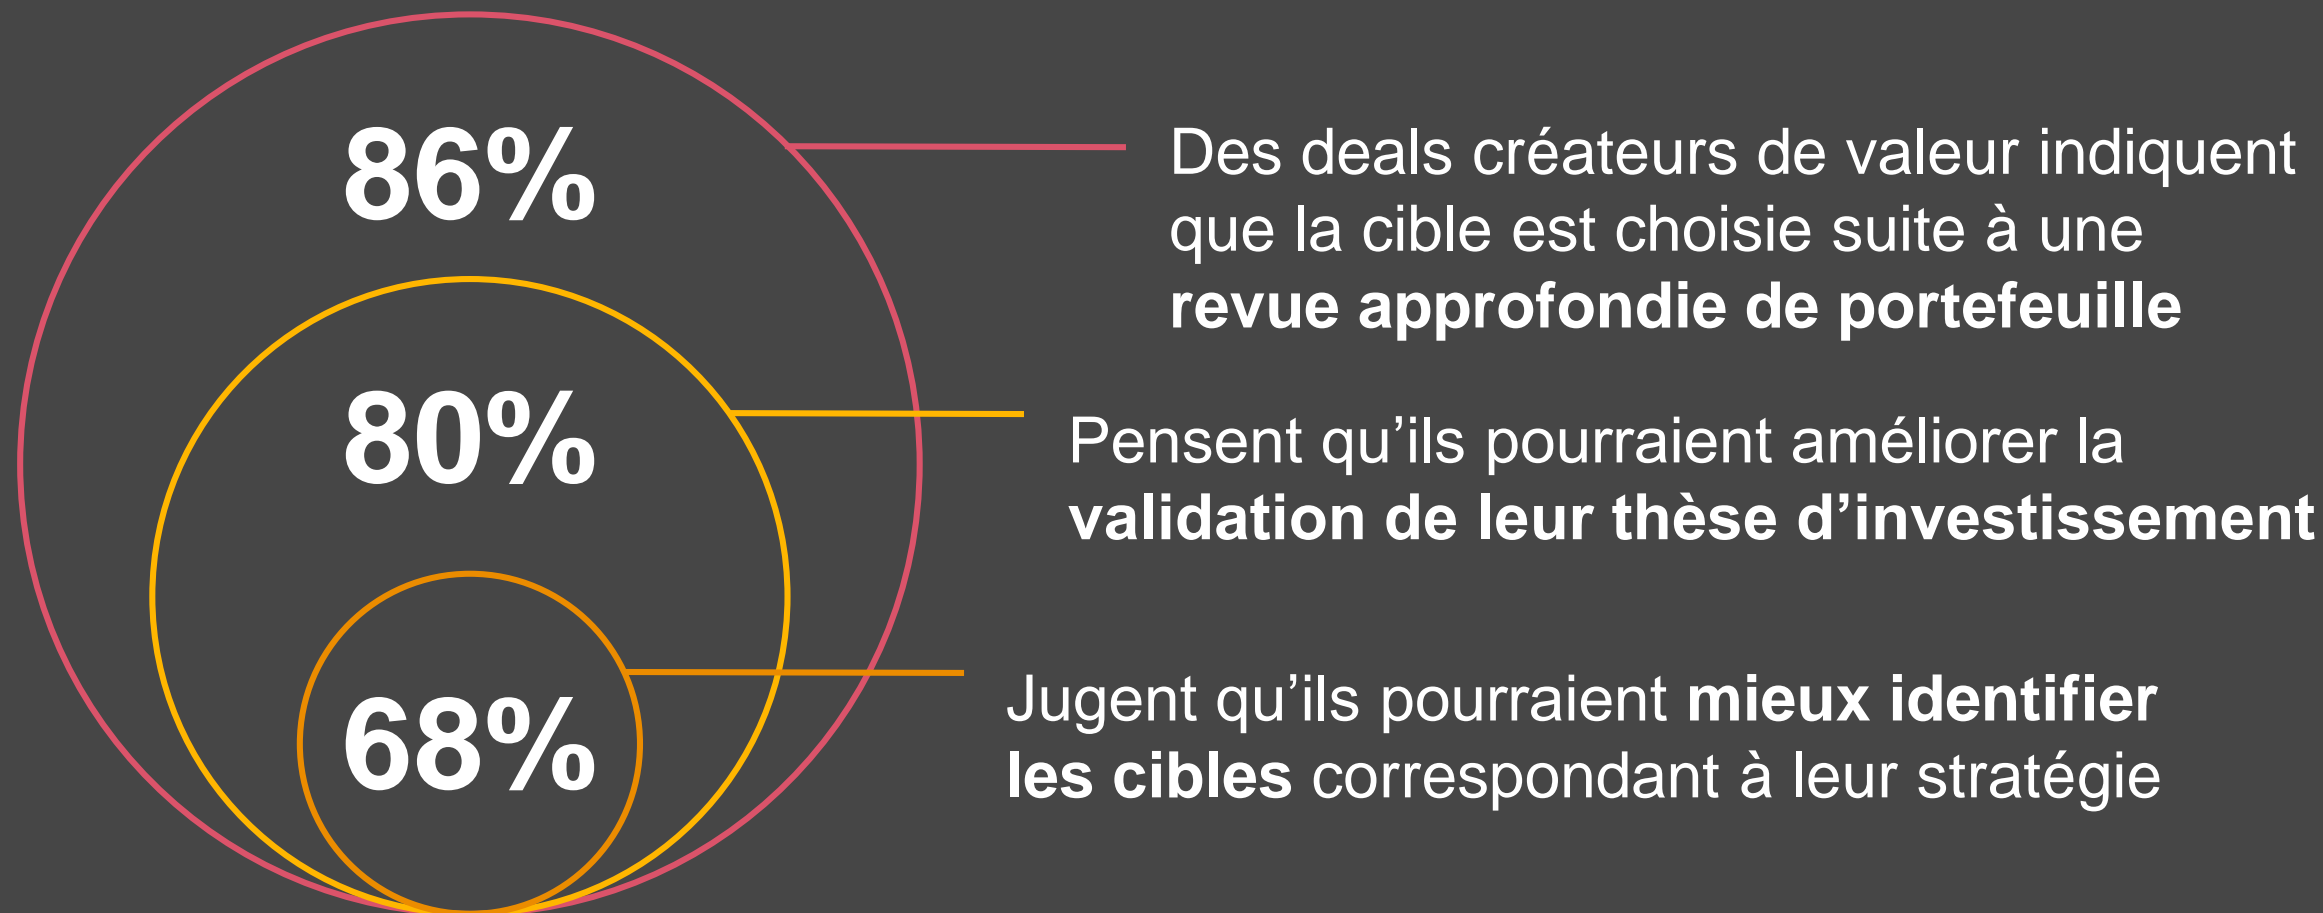 86%
Des deals créateurs de valeur indiquent
que la cible est choisie suite à une
revue approfondie de portefeuille
80%
Pensent qu’ils pourraient améliorer la
validation de leur thèse d’investissement
68%
Jugent qu’ils pourraient mieux identifier
les cibles correspondant à leur stratégie